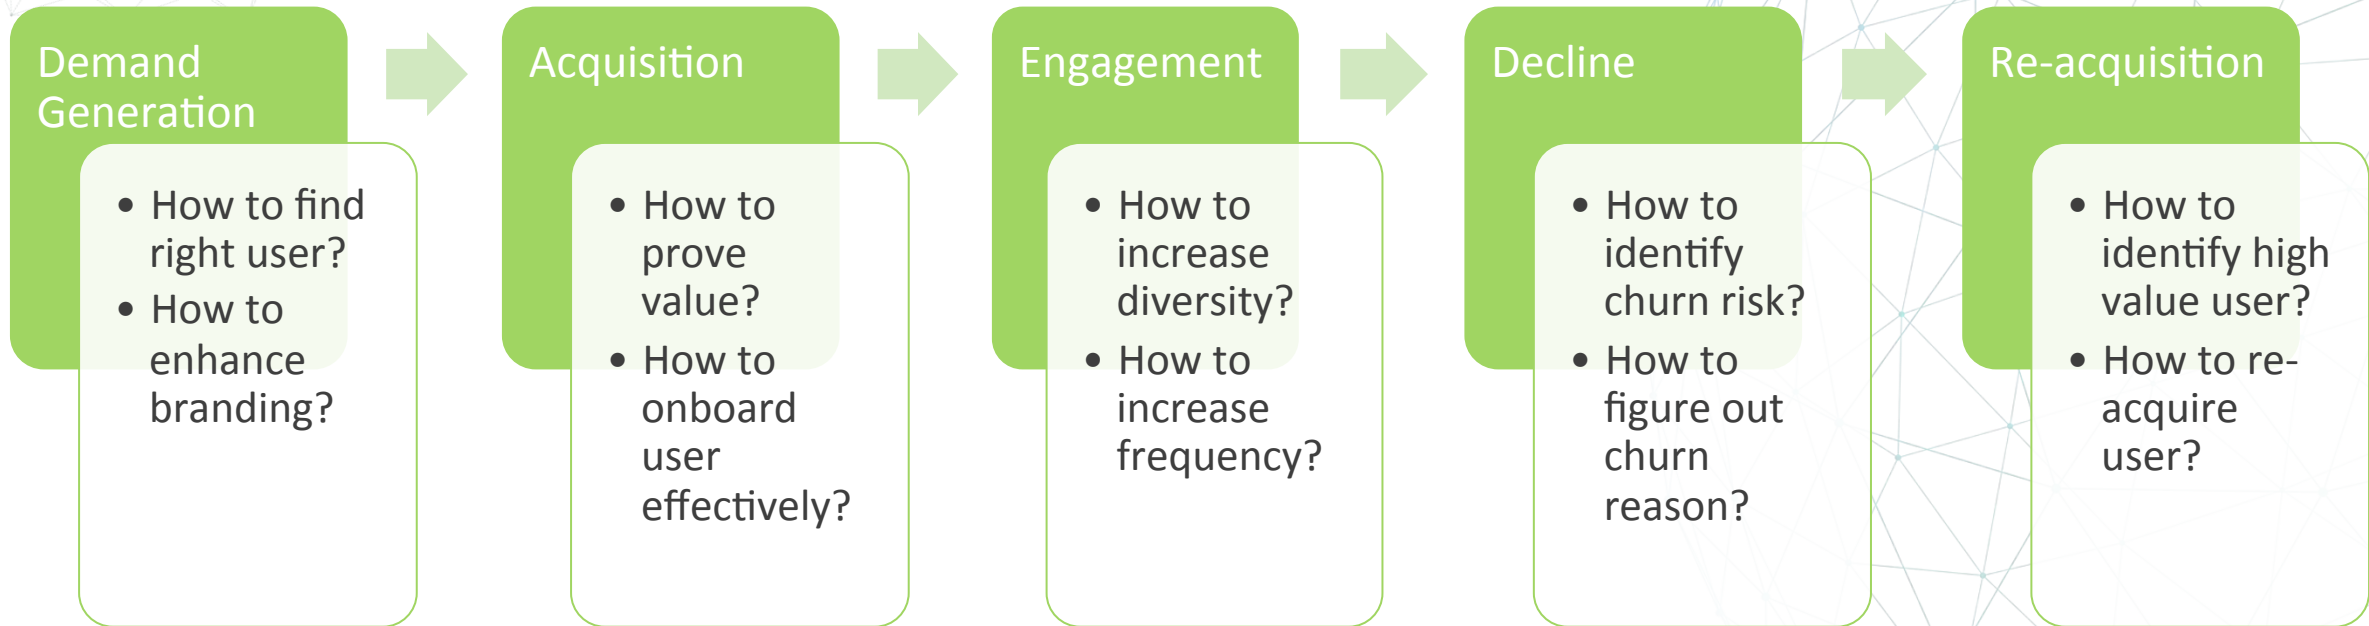 Demand
Generation
• How to find
right user?
• How to
enhance
branding?
Acquisition
• How to
prove
value?
• How to
onboard
user
effectively?
Engagement
• How to
increase
diversity?
• How to
increase
frequency?
Decline
• How to
identify
churn risk?
• How to
figure out
churn
reason?
Re-acquisition
• How to
identify high
value user?
• How to re-
acquire
user?